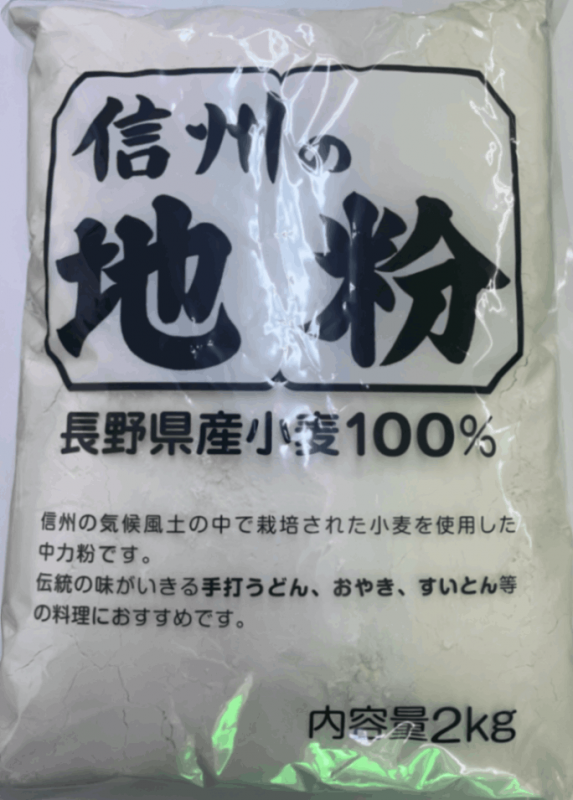 信州の
地粉
長野県産小麦100%
信州の気候風土の中で栽培された小麦を使用した
中力粉です。
伝統の味がいきる手打うどん、おやき、すいとん等
の料理におすすめです。
内容量2kg